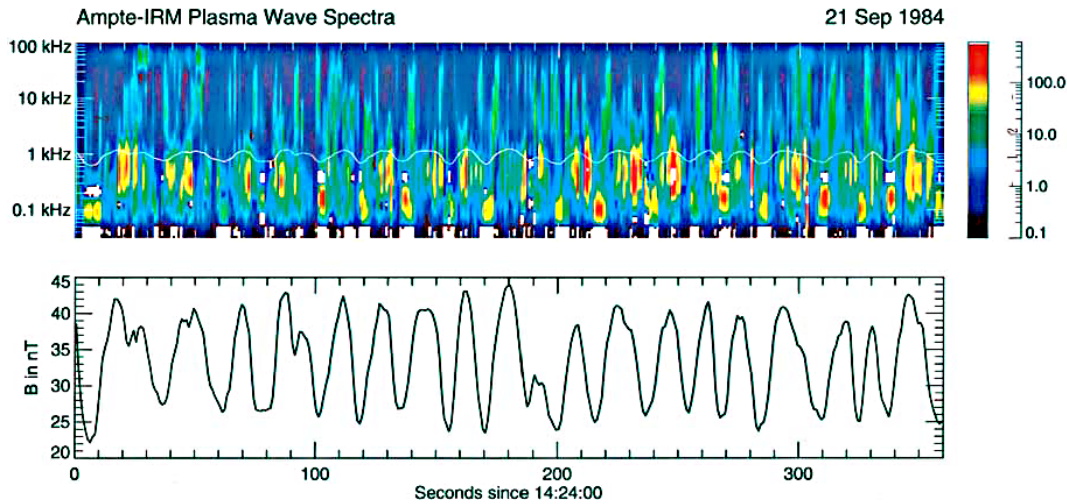 Ampte-IRM Plasma Wave Spectra
21 Sep 1984
100 kHz
10 kHz
1 kHz
0.1 kHz
100.0
10.0
1.0
0.1
45
40
35
30
25
20
B in nT
0
100
200
300
Seconds since 14:24:00